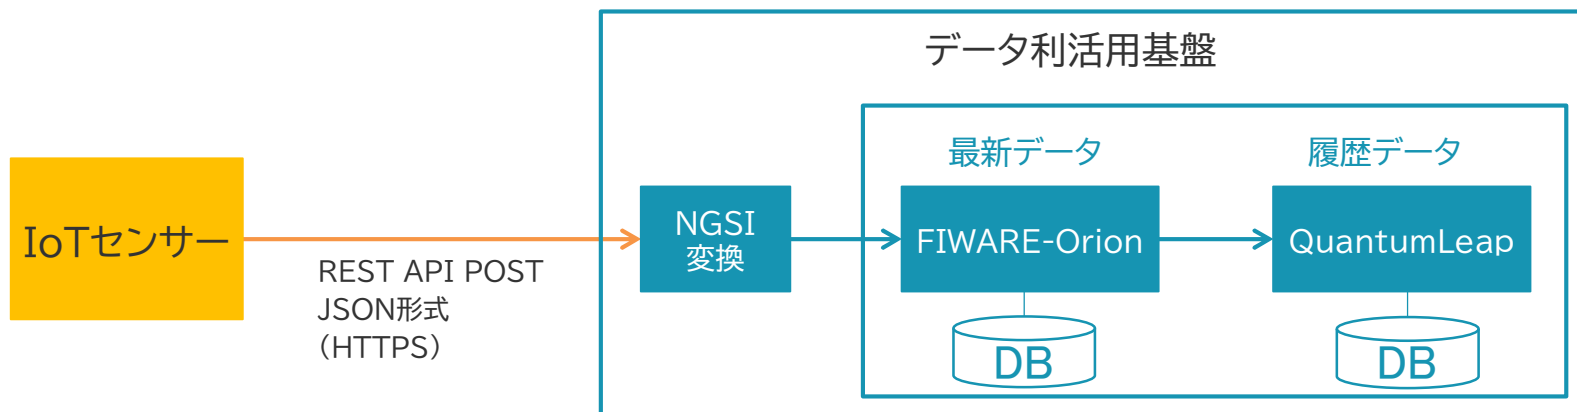 データ利活用基盤
最新データ
履歴データ
IoTセンサー
NGSI
変換
FIWARE-Orion
QuantumLeap
REST API POST
JSON形式
（HTTPS）
DB
DB